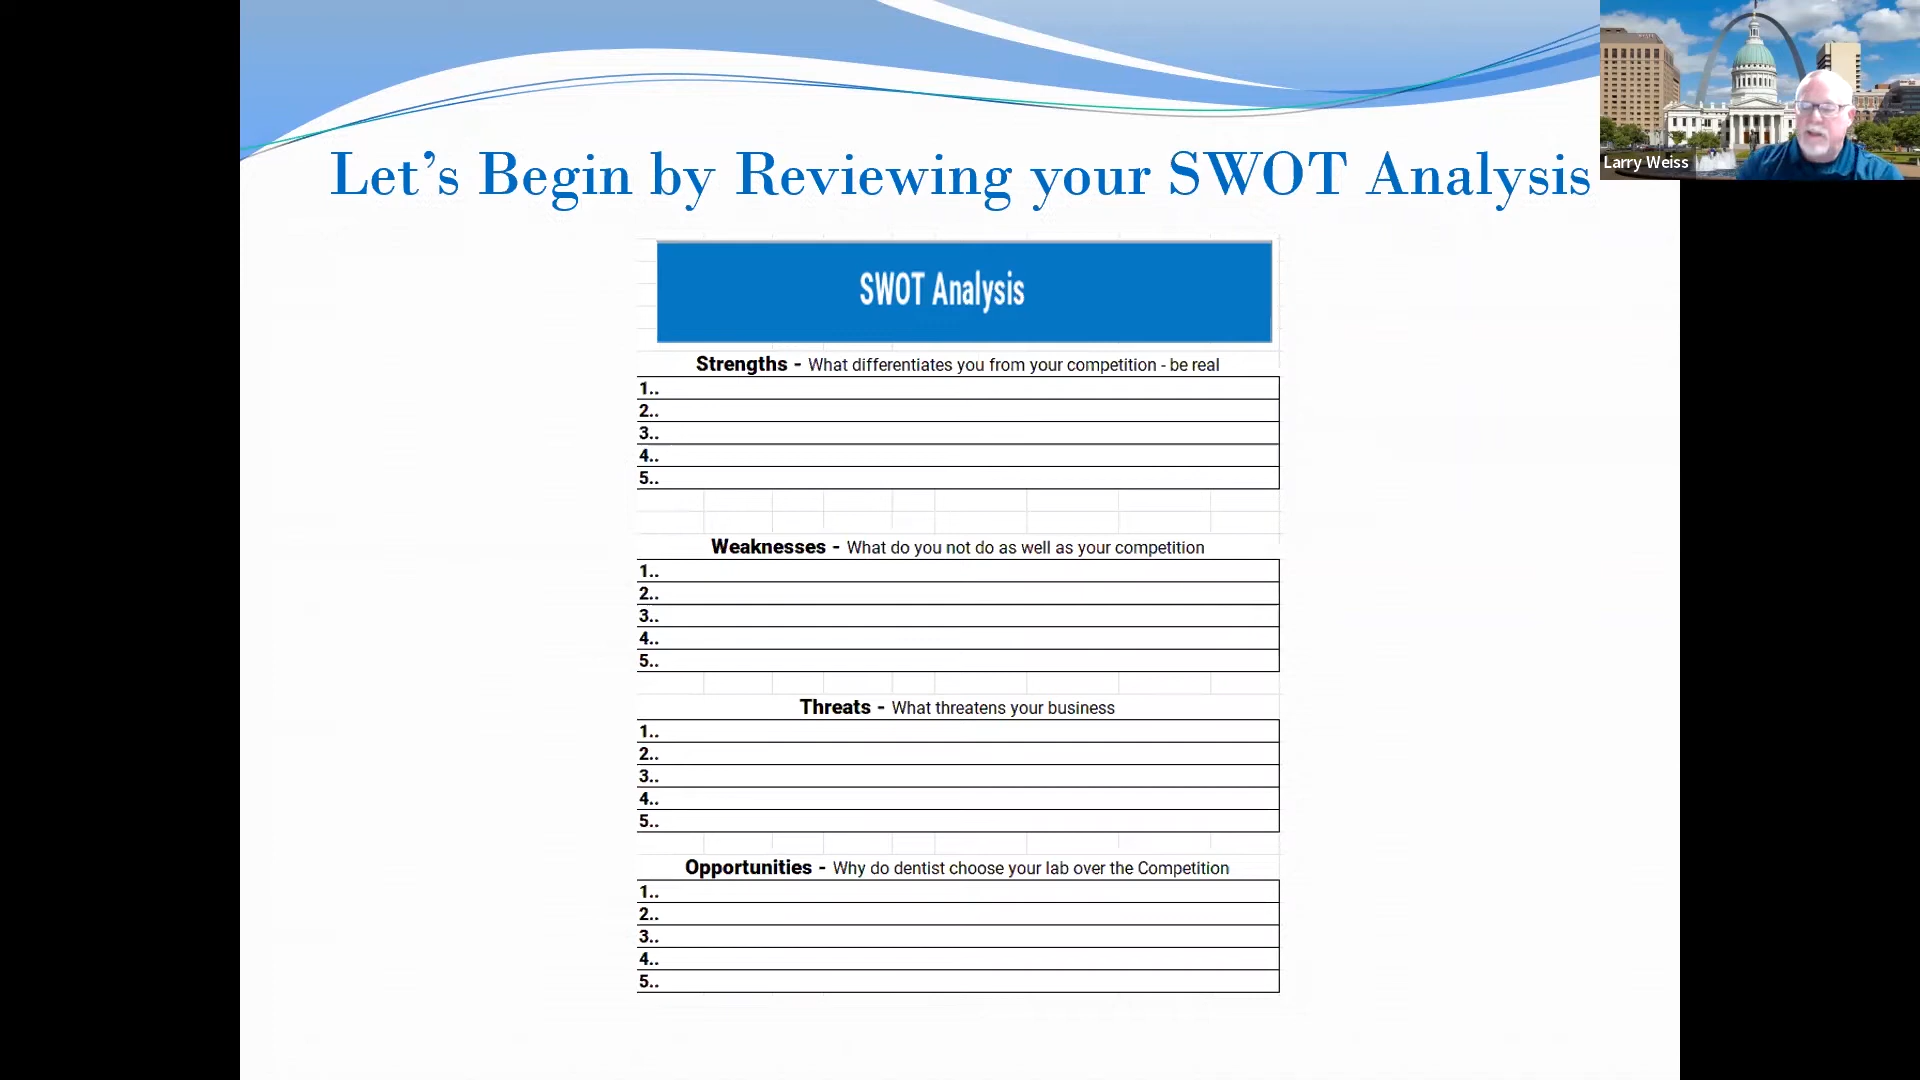 Let's Begin by Reviewing your SWOT Analysis
Larry Weiss
SWOT Analysis
Strengths - What differentiates you from your competition - be real
1..
2..
3..
4..
5..
Weaknesses - What do you not do as well as your competition
1..
2..
3..
4..
5..
Threats - What threatens your business
1..
2..
3..
4..
5..
Opportunities - Why do dentist choose your lab over the Competition
1..
2..
3..
4..
5..